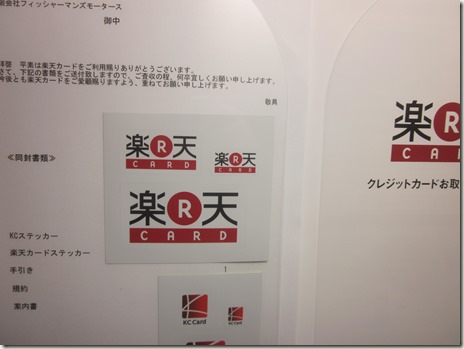 限会社フィッシャーマンズモータース
御中
拝啓 平素は楽天カードをご利用賜りありがとうございます。
さて、下記の書類をご送付致しますので、ご査収の程、何卒宜しくお願い申し上げます。
今後とも楽天カードをご愛顧賜りますよう、重ねてお願い申し上げます。
敬具
≪同封書類≫
楽R天
CARD
楽R天
CARD
楽R天
CARD
KCステッカー
楽天カードステッカー
手引き
規約
案内書
1
KC Card
KC Card
楽R
CAR
クレジットカードお取